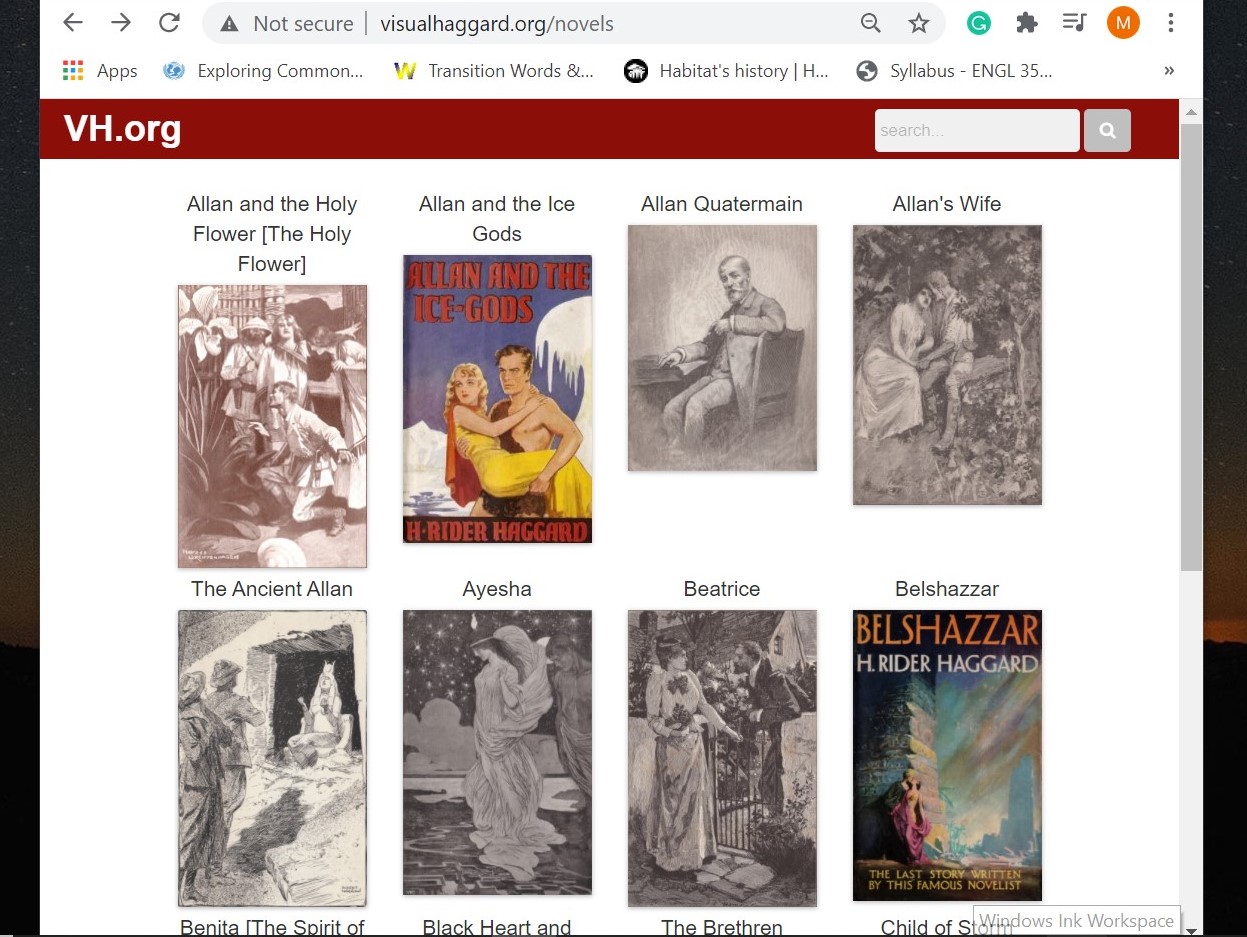 Not secure | visualhaggard.org/novels
M
Apps Exploring Common... Transition Words &... Habitat's history | H... Syllabus - ENGL 35... »
VH.org
search...
Allan and the Holy
Flower [The Holy
Flower]
Allan and the Ice
Gods
ALLAN AND THE
ICE-GODS
H·RIDER HAGGARD
Allan Quatermain
Allan's Wife
The Ancient Allan
Ayesha
Beatrice
Belshazzar
BELSHAZZAR
H. RIDER HAGGARD
THE LAST STORY WRITTEN
BY THIS FAMOUS NOVELIST
Benita [The Spirit of
Black Heart and
The Brethren
Child of Storm
Windows Ink Workspace